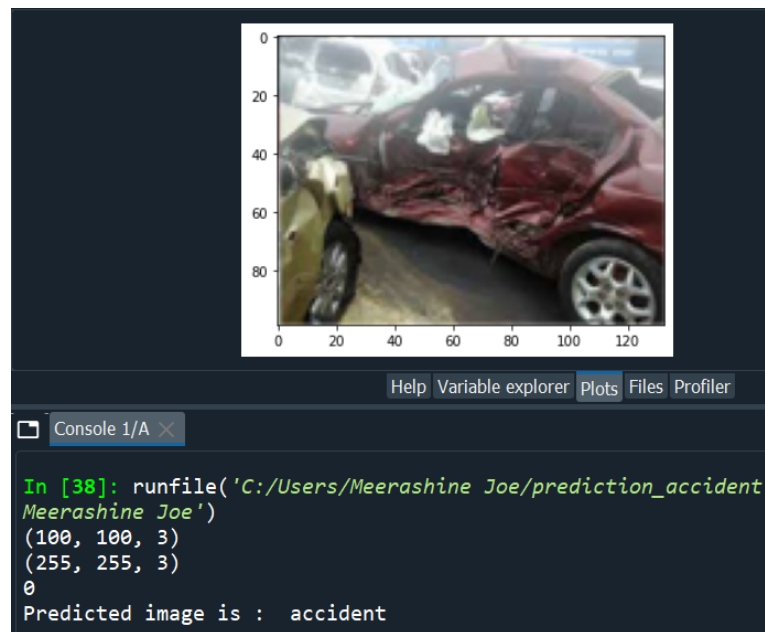 0
20
40
60
80
0 20 40 60 80 100 120
Help Variable explorer Plots Files Profiler
Console 1/A
In [38]: runfile('C:/Users/Meerashine Joe/prediction_accident
Meerashine Joe')
(100, 100, 3)
(255, 255, 3)
0
Predicted image is :  accident